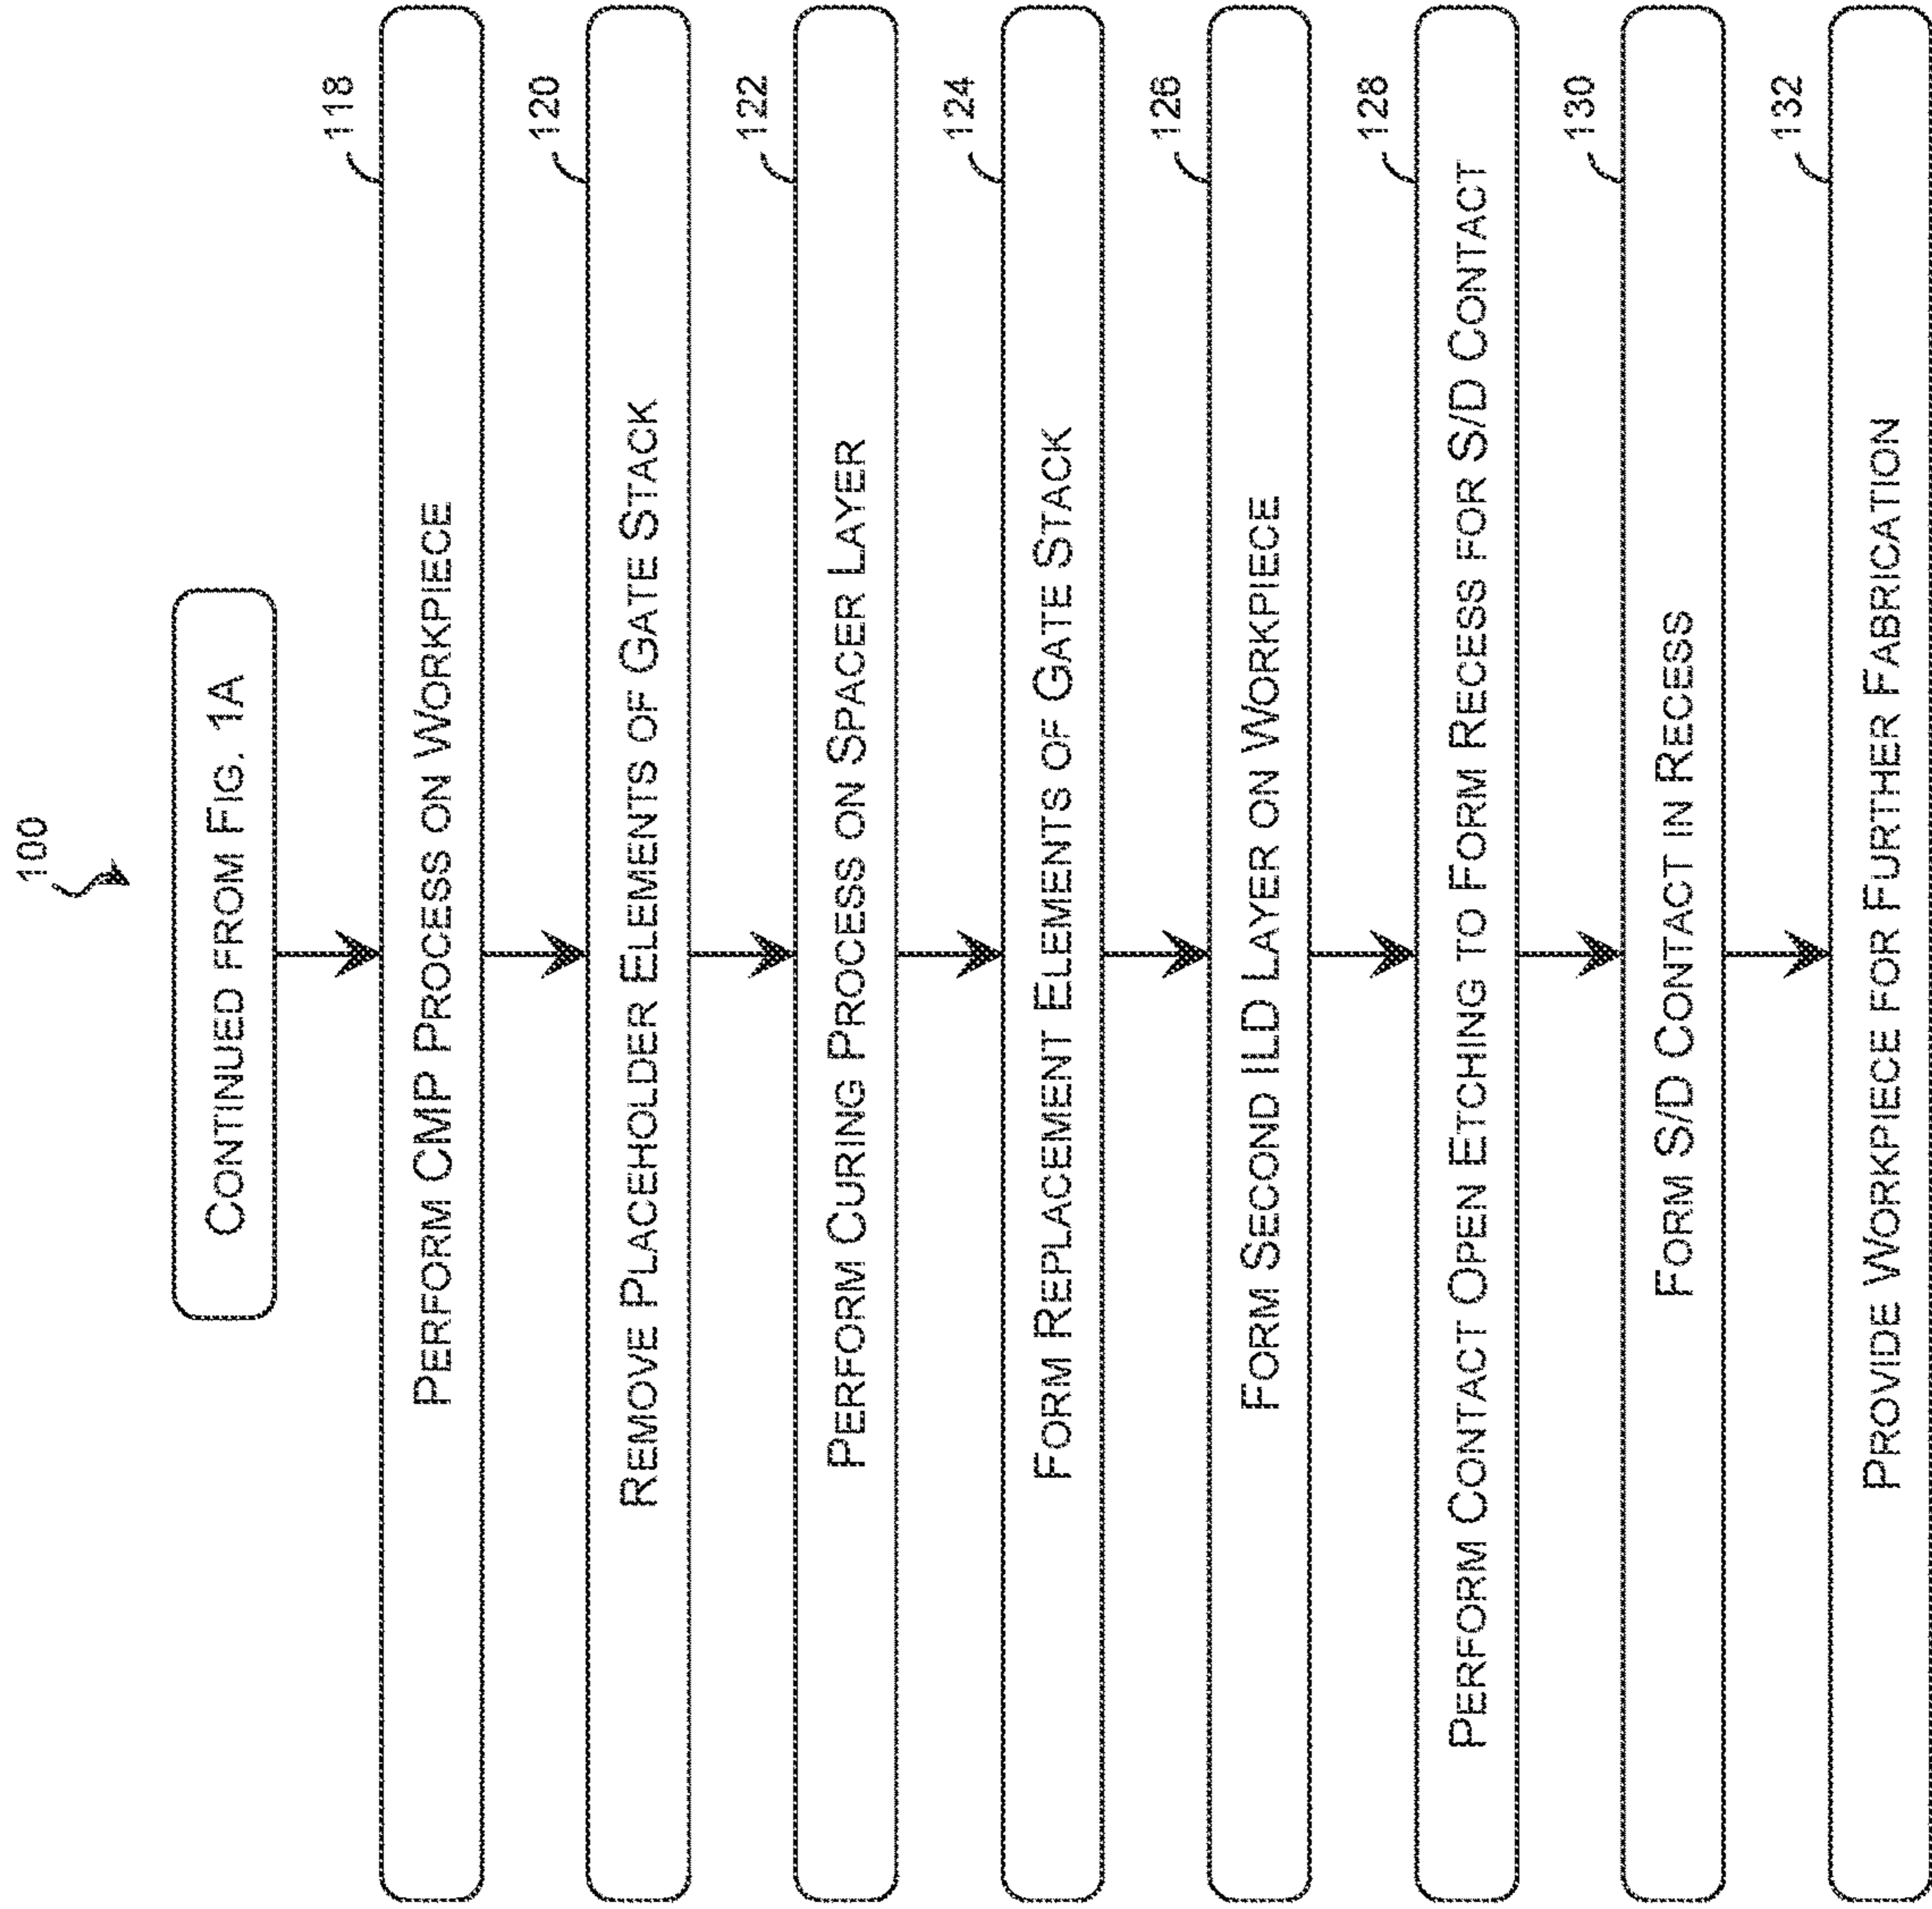 100
CONTINUED FROM FIG. 1A
118
PERFORM CMP PROCESS ON WORKPIECE
120
REMOVE PLACEHOLDER ELEMENTS OF GATE STACK
122
PERFORM CURING PROCESS ON SPACER LAYER
124
FORM REPLACEMENT ELEMENTS OF GATE STACK
126
FORM SECOND ILD LAYER ON WORKPIECE
128
PERFORM CONTACT OPEN ETCHING TO FORM RECESS FOR S/D CONTACT
130
FORM S/D CONTACT IN RECESS
132
PROVIDE WORKPIECE FOR FURTHER FABRICATION